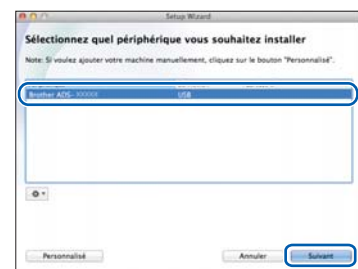 Setup Wizard
Sélectionnez quel périphérique vous souhaitez installer
Note: Si voulez ajouter votre machine manuellement, cliquez sur le bouton "Personnalisé".
Brother ADS-XXXXX USB
Personnalisé Annuler Suivant